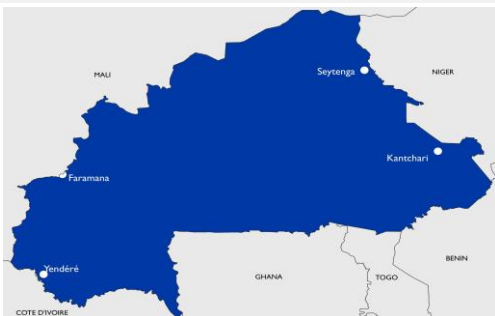 MALI
Seytenga
NIGER
Kantchari
Faramana
Yendéré
GHANA
TOGO
BENIN
COTE D'IVOIRE